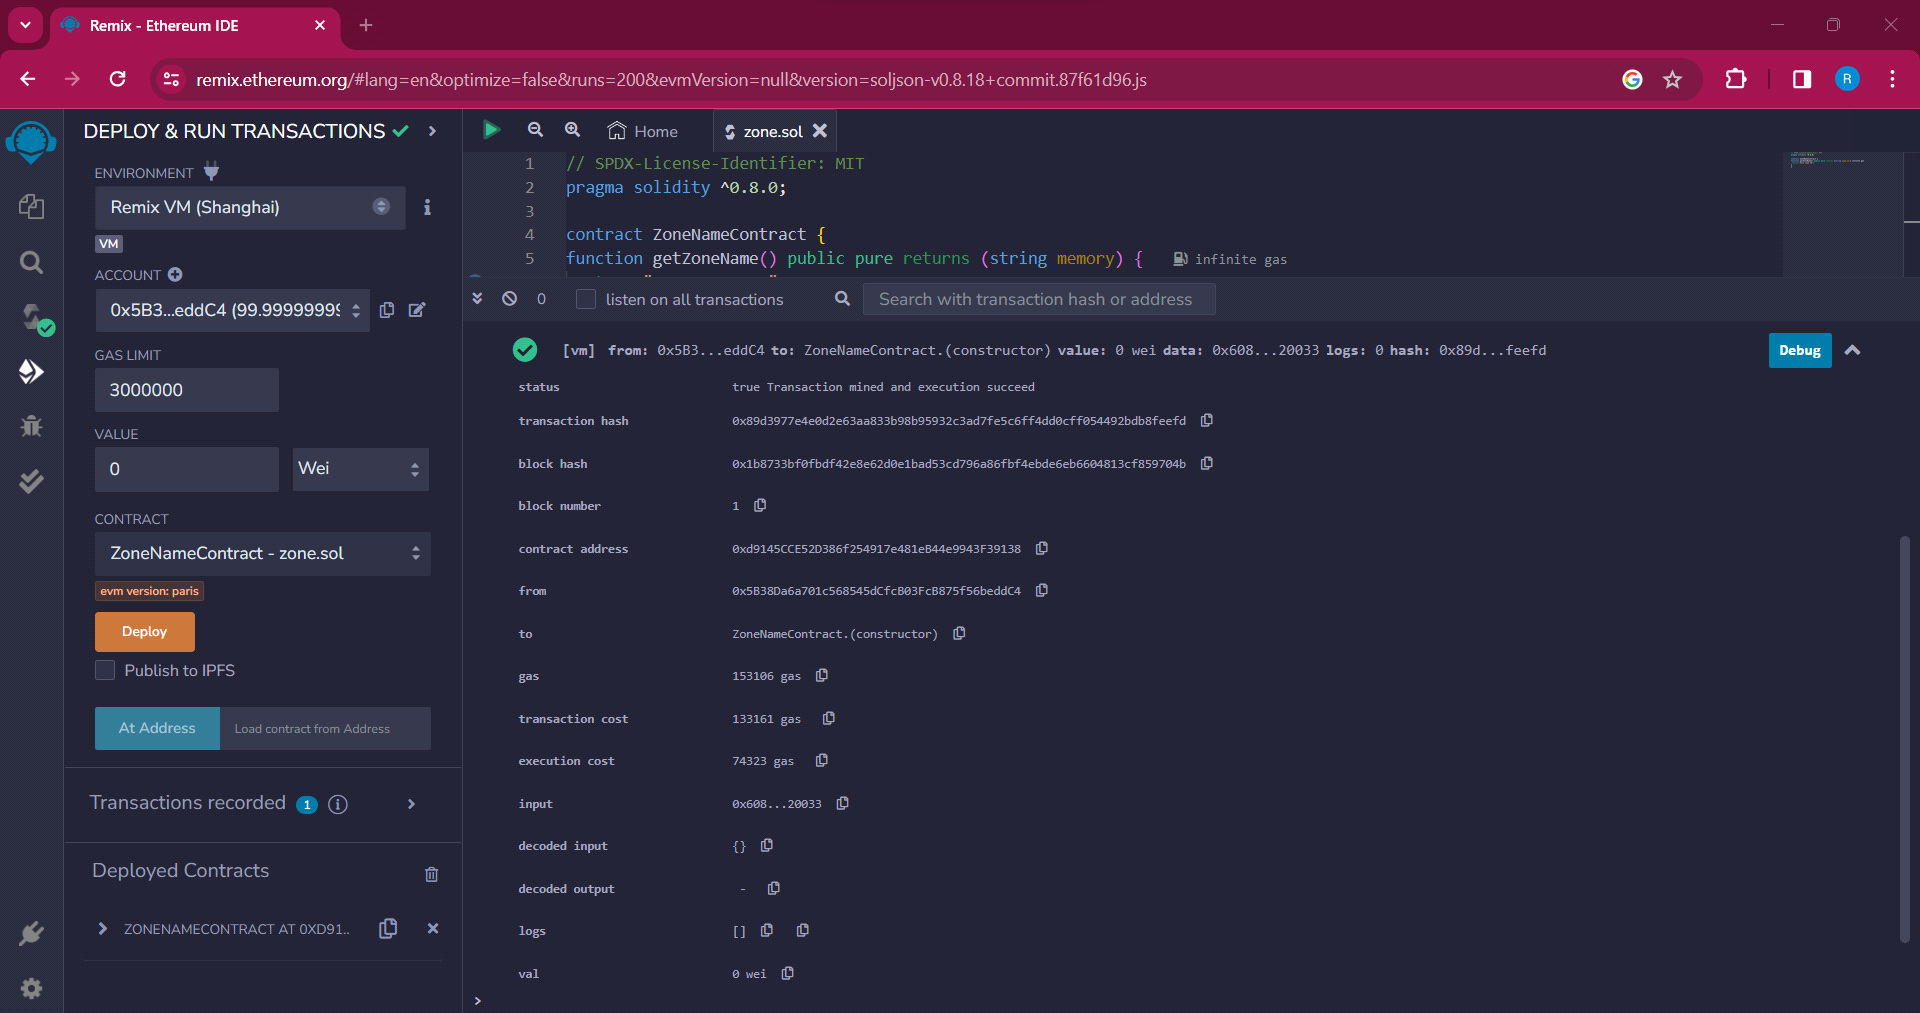 Remix - Ethereum IDE
remix.ethereum.org/#lang=en&optimize=false&runs=200&evmVersion=null&version=soljson-v0.8.18+commit.87f61d96.js
R
DEPLOY & RUN TRANSACTIONS
ENVIRONMENT
Remix VM (Shanghai)
VM
ACCOUNT
0x5B3...eddC4 (99.99999999
GAS LIMIT
3000000
VALUE
0
Wei
CONTRACT
ZoneNameContract - zone.sol
evm version: paris
Deploy
Publish to IPFS
At Address
Load contract from Address
Transactions recorded 1
Deployed Contracts
ZONENAMECONTRACT AT 0XD91..
Home
zone.sol
1 // SPDX-License-Identifier: MIT
2 pragma solidity ^0.8.0;
3
4 contract ZoneNameContract {
5 function getZoneName() public pure returns (string memory) { infinite gas
0
listen on all transactions
Search with transaction hash or address
[vm] from: 0x5B3...eddC4 to: ZoneNameContract.(constructor) value: 0 wei data: 0x608...20033 logs: 0 hash: 0x89d...feefd
Debug
status true Transaction mined and execution succeed
transaction hash 0x89d3977e4e0d2e63aa833b98b95932c3ad7fe5c6ff4dd0cff054492bdb8feefd
block hash 0x1b8733bf0fbdf42e8e62d0e1bad53cd796a86fbf4ebde6eb6604813cf859704b
block number 1
contract address 0xd9145CCE52D386f254917e481eB44e9943F39138
from 0x5B38Da6a701c568545dCfcB03FcB875f56beddC4
to ZoneNameContract.(constructor)
gas 153106 gas
transaction cost 133161 gas
execution cost 74323 gas
input 0x608...20033
decoded input {}
decoded output -
logs []
val 0 wei
>